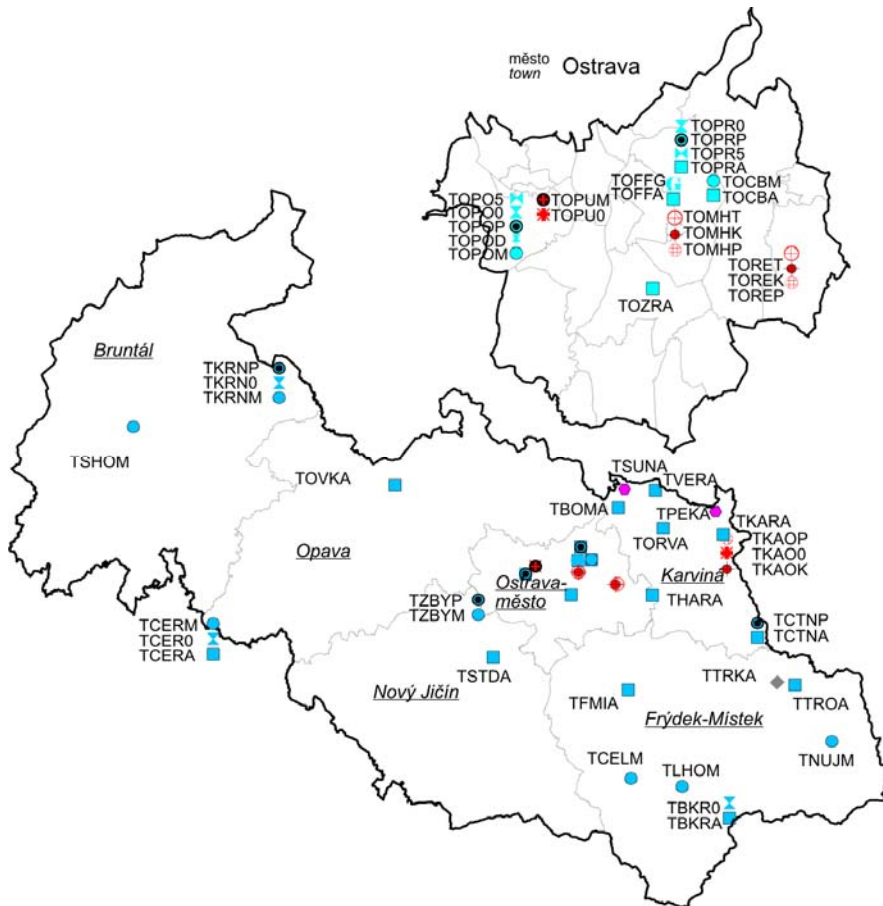 město
town Ostrava
TOPR0
TOPRP
TOPR5
TOPRA
TOFFG TOCBM
TOFFA TOCBA
TOPO5 TOPUM
TOPO0 TOPU0
TOPOP
TOPOD
TOPOM
TOMHT
TOMHK
TOMHP
TORET
TOREK
TOREP
TOZRA
Bruntál
TKRNP
TKRN0
TKRNM
TSHOM
TOVKA
TSUNA
TVERA
TBOMA
TPEKA
TKARA
TORVA
TKAOP
TKAO0
TKAOK
Opava
Karviná
Ostrava-
město
THARA
TZBYP
TZBYM
TCERM
TCER0
TCERA
TCTNP
TCTNA
TSTDA
Nový Jičín
TTRKA
TTROA
TFMIA
Frýdek-Místek
TNUJM
TCELM
TLHOM
TBKR0
TBKRA